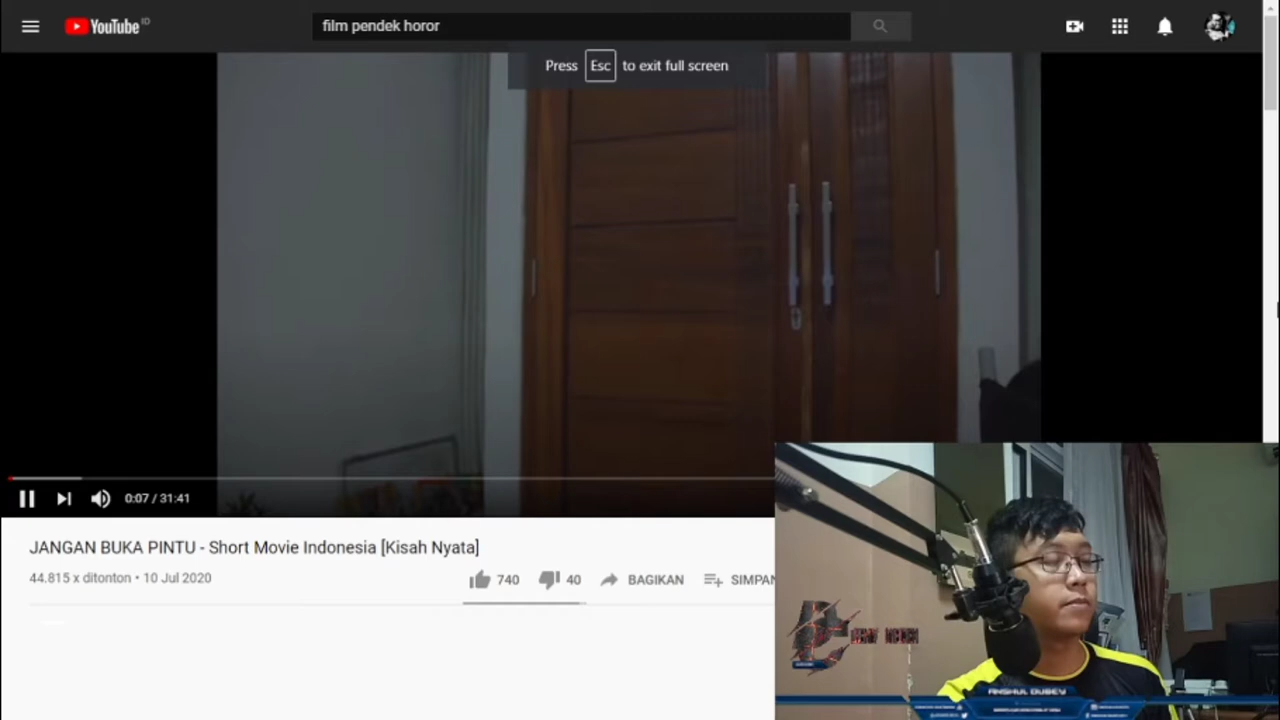 YouTube ID
film pendek horor
Press Esc to exit full screen
0:07 / 31:41
JANGAN BUKA PINTU - Short Movie Indonesia [Kisah Nyata]
44.815 x ditonton • 10 Jul 2020
740
40
BAGIKAN
SIMPAN
ANSHUL DUBEY